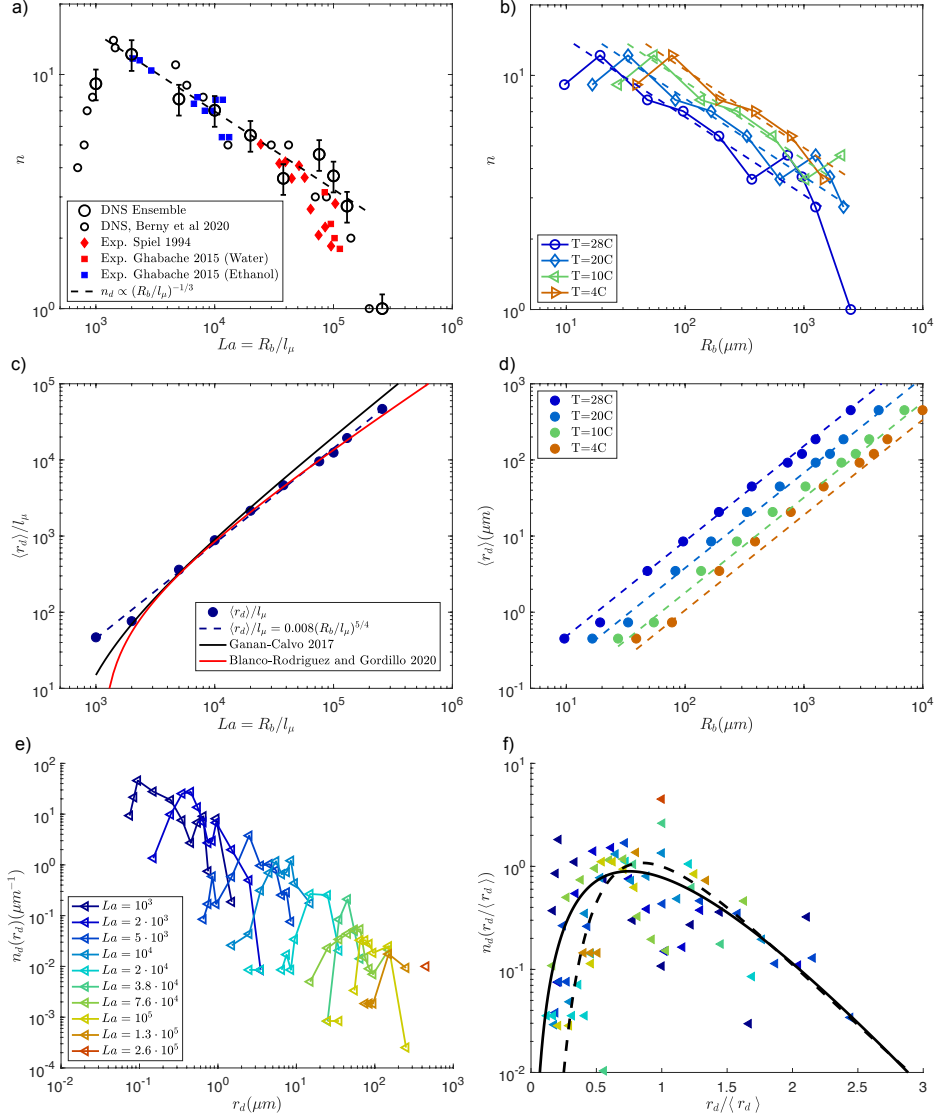 a)
b)
10^1
10^0
n
10^3
10^4
10^5
10^6
La = R_b/l_μ
DNS Ensemble
DNS, Berny et al 2020
Exp. Spiel 1994
Exp. Ghabache 2015 (Water)
Exp. Ghabache 2015 (Ethanol)
n_d ∝ (R_b/l_μ)^{-1/3}
10^1
10^0
n
10^1
10^2
10^3
10^4
R_b(μm)
T=28C
T=20C
T=10C
T=4C
c)
d)
10^5
10^4
10^3
10^2
10^1
⟨r_d⟩/l_μ
10^3
10^4
10^5
10^6
La = R_b/l_μ
⟨r_d⟩/l_μ
⟨r_d⟩/l_μ = 0.008(R_b/l_μ)^{5/4}
Ganan-Calvo 2017
Blanco-Rodriguez and Gordillo 2020
10^3
10^2
10^1
10^0
10^{-1}
⟨r_d⟩(μm)
10^1
10^2
10^3
10^4
R_b(μm)
T=28C
T=20C
T=10C
T=4C
e)
f)
10^2
10^1
10^0
10^{-1}
10^{-2}
10^{-3}
10^{-4}
n_d(r_d)(μm^{-1})
10^{-2}
10^{-1}
10^0
10^1
10^2
10^3
r_d(μm)
La = 10^3
La = 2 · 10^3
La = 5 · 10^3
La = 10^4
La = 2 · 10^4
La = 3.8 · 10^4
La = 7.6 · 10^4
La = 10^5
La = 1.3 · 10^5
La = 2.6 · 10^5
10^1
10^0
10^{-1}
10^{-2}
n_d(r_d/⟨r_d⟩)
0
0.5
1
1.5
2
2.5
3
r_d/⟨ r_d ⟩